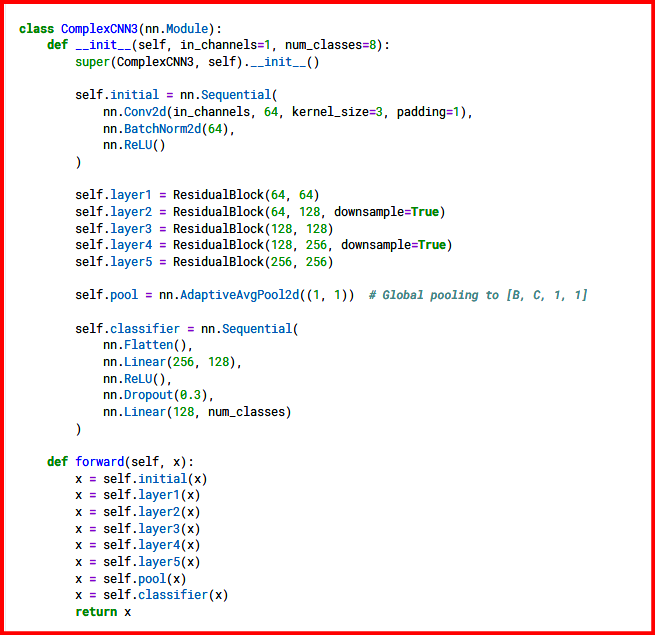 class ComplexCNN3(nn.Module):
    def __init__(self, in_channels=1, num_classes=8):
        super(ComplexCNN3, self).__init__()

        self.initial = nn.Sequential(
            nn.Conv2d(in_channels, 64, kernel_size=3, padding=1),
            nn.BatchNorm2d(64),
            nn.ReLU()
        )

        self.layer1 = ResidualBlock(64, 64)
        self.layer2 = ResidualBlock(64, 128, downsample=True)
        self.layer3 = ResidualBlock(128, 128)
        self.layer4 = ResidualBlock(128, 256, downsample=True)
        self.layer5 = ResidualBlock(256, 256)

        self.pool = nn.AdaptiveAvgPool2d((1, 1))  # Global pooling to [B, C, 1, 1]

        self.classifier = nn.Sequential(
            nn.Flatten(),
            nn.Linear(256, 128),
            nn.ReLU(),
            nn.Dropout(0.3),
            nn.Linear(128, num_classes)
        )

    def forward(self, x):
        x = self.initial(x)
        x = self.layer1(x)
        x = self.layer2(x)
        x = self.layer3(x)
        x = self.layer4(x)
        x = self.layer5(x)
        x = self.pool(x)
        x = self.classifier(x)
        return x